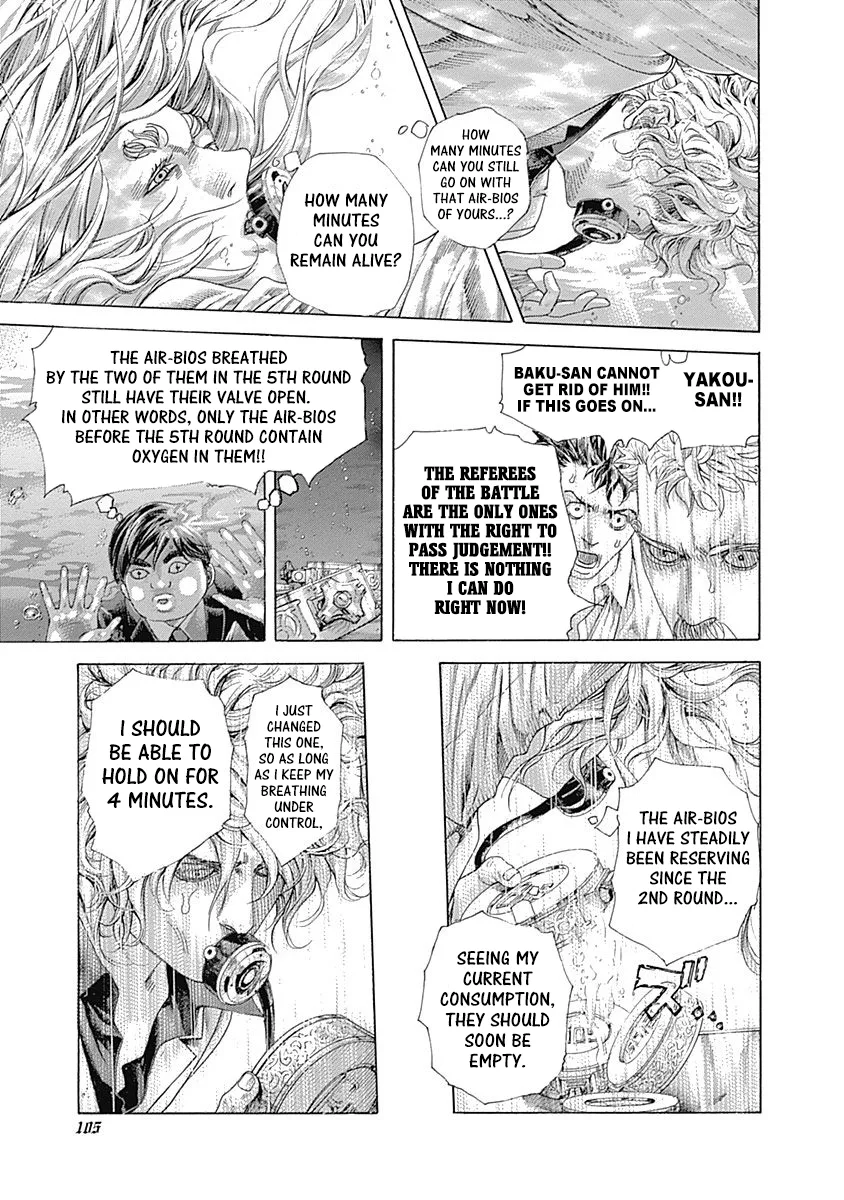 HOW
MANY MINUTES
CAN YOU STILL
GO ON WITH
THAT AIR-BIOS
OF YOURS...?
HOW MANY
MINUTES
CAN YOU
REMAIN ALIVE?
YAKOU-
SAN!!
BAKU-SAN CANNOT
GET RID OF HIM!!
IF THIS GOES ON...
THE REFEREES
OF THE BATTLE
ARE THE ONLY ONES
WITH THE RIGHT TO
PASS JUDGEMENT!!
THERE IS NOTHING
I CAN DO
RIGHT NOW!
THE AIR-BIOS BREATHED
BY THE TWO OF THEM IN THE 5TH ROUND
STILL HAVE THEIR VALVE OPEN.
IN OTHER WORDS, ONLY THE AIR-BIOS
BEFORE THE 5TH ROUND CONTAIN
OXYGEN IN THEM!!
THE AIR-BIOS
I HAVE STEADILY
BEEN RESERVING
SINCE THE
2ND ROUND...
ズ...
SEEING MY
CURRENT
CONSUMPTION,
THEY SHOULD
SOON BE
EMPTY.
I JUST
CHANGED
THIS ONE,
SO AS LONG
AS I KEEP MY
BREATHING
UNDER
CONTROL,
I SHOULD
BE ABLE TO
HOLD ON FOR
4 MINUTES.
105